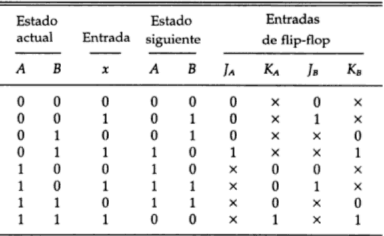 Estado Estado Entradas
actual Entrada siguiente de flip-flop
A B x A B J_A K_A J_B K_B
0 0 0 0 0 0 × 0 ×
0 0 1 0 1 0 × 1 ×
0 1 0 0 1 0 × × 0
0 1 1 1 0 1 × × 1
1 0 0 1 0 × 0 0 ×
1 0 1 1 1 × 0 1 ×
1 1 0 1 1 × 0 × 0
1 1 1 0 0 × 1 × 1